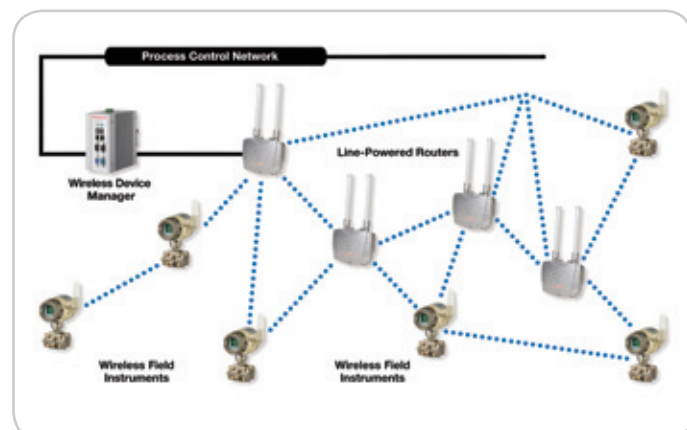 Process Control Network
Line-Powered Routers
Wireless Device
Manager
Wireless Field
Instruments
Wireless Field
Instruments